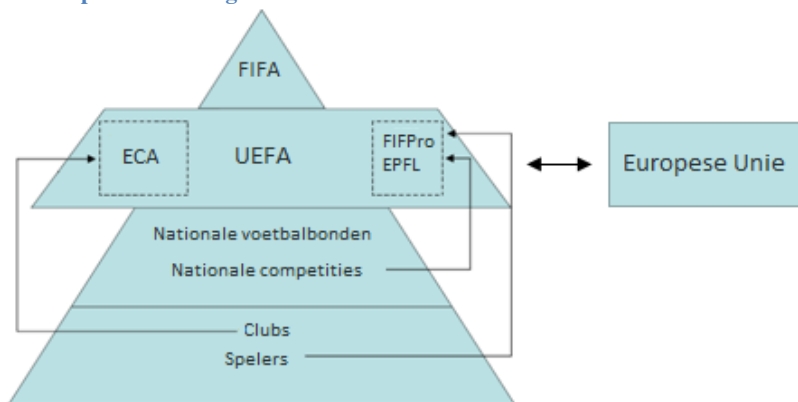 FIFA
ECA
UEFA
FIFPro
EPFL
Europese Unie
Nationale voetbalbonden
Nationale competities
Clubs
Spelers